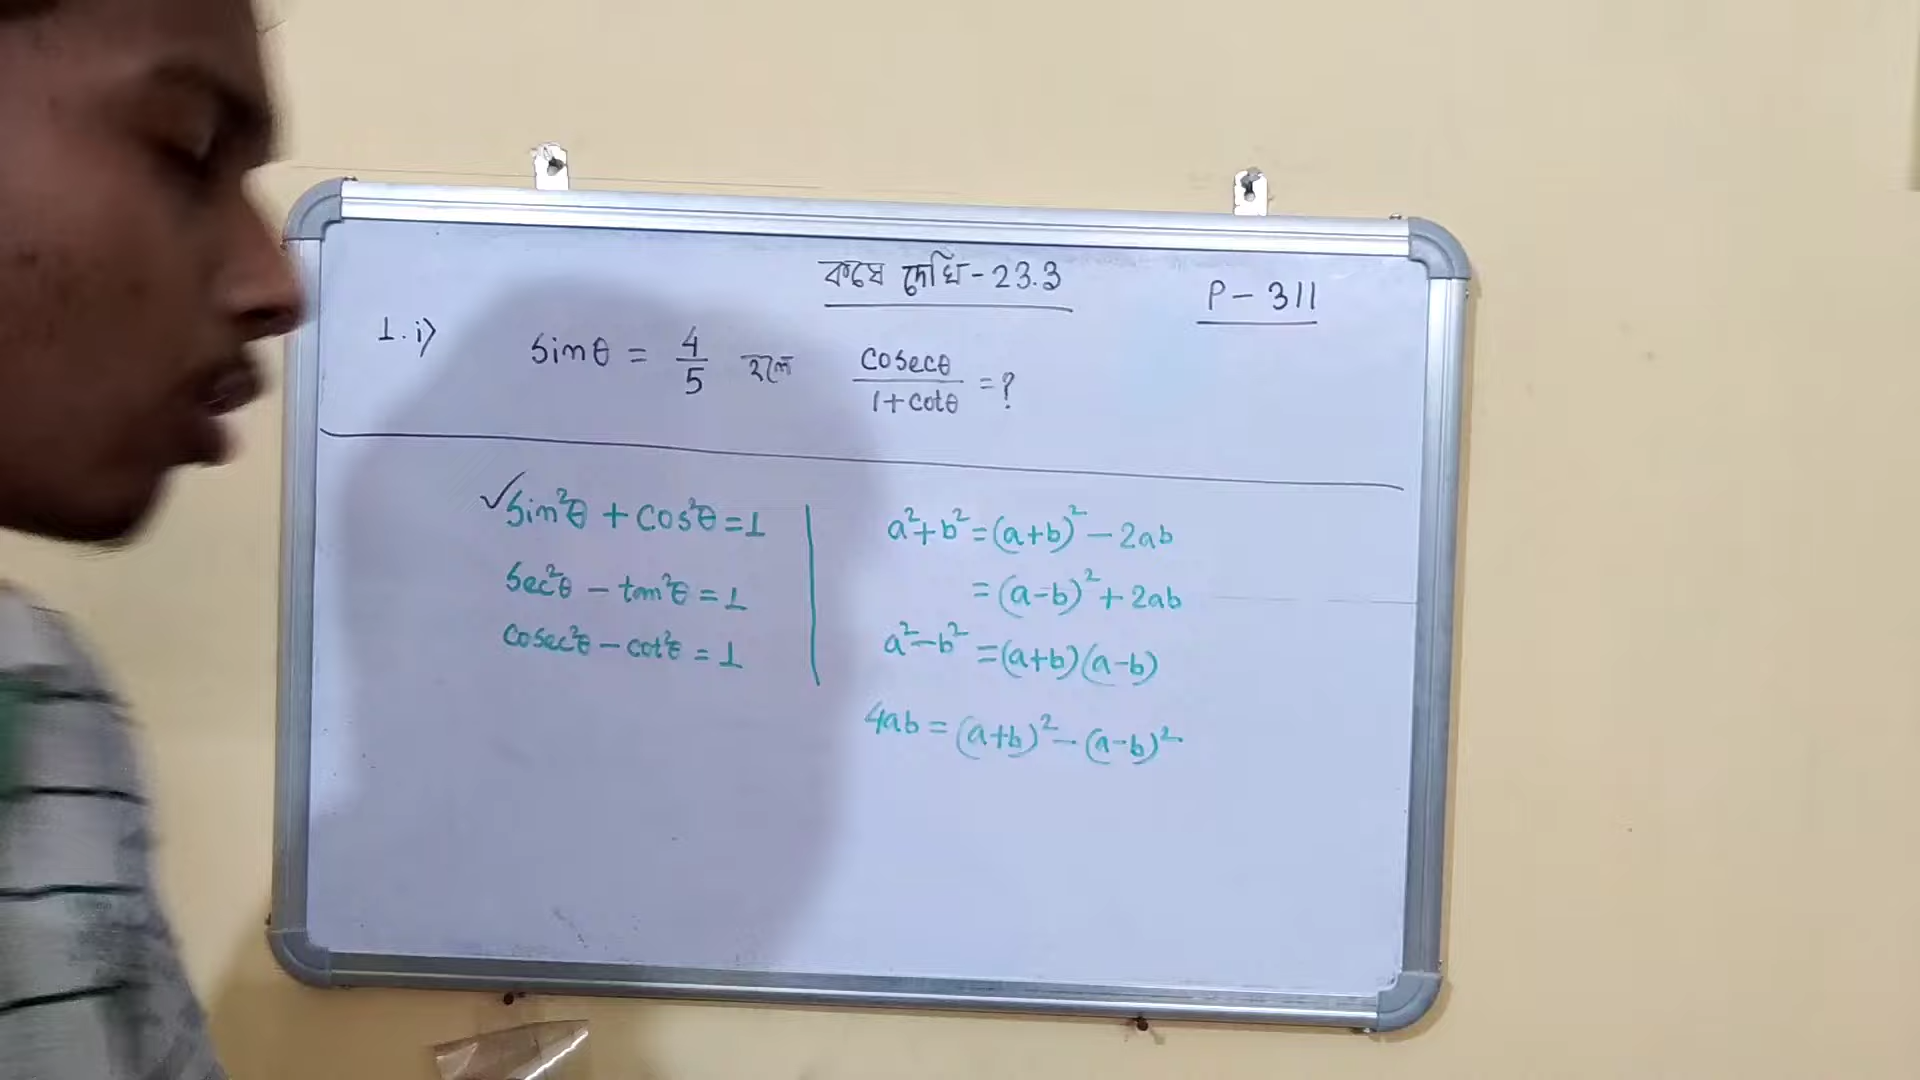 কষে দেখি - 23.3
P - 311
1. i) sinθ = 4/5 হলে cosecθ/1+cotθ = ?
✓sin²θ + cos²θ = 1
sec²θ - tan²θ = 1
cosec²θ - cot²θ = 1
a²+b² = (a+b)² - 2ab
= (a-b)² + 2ab
a²-b² = (a+b)(a-b)
4ab = (a+b)² - (a-b)²